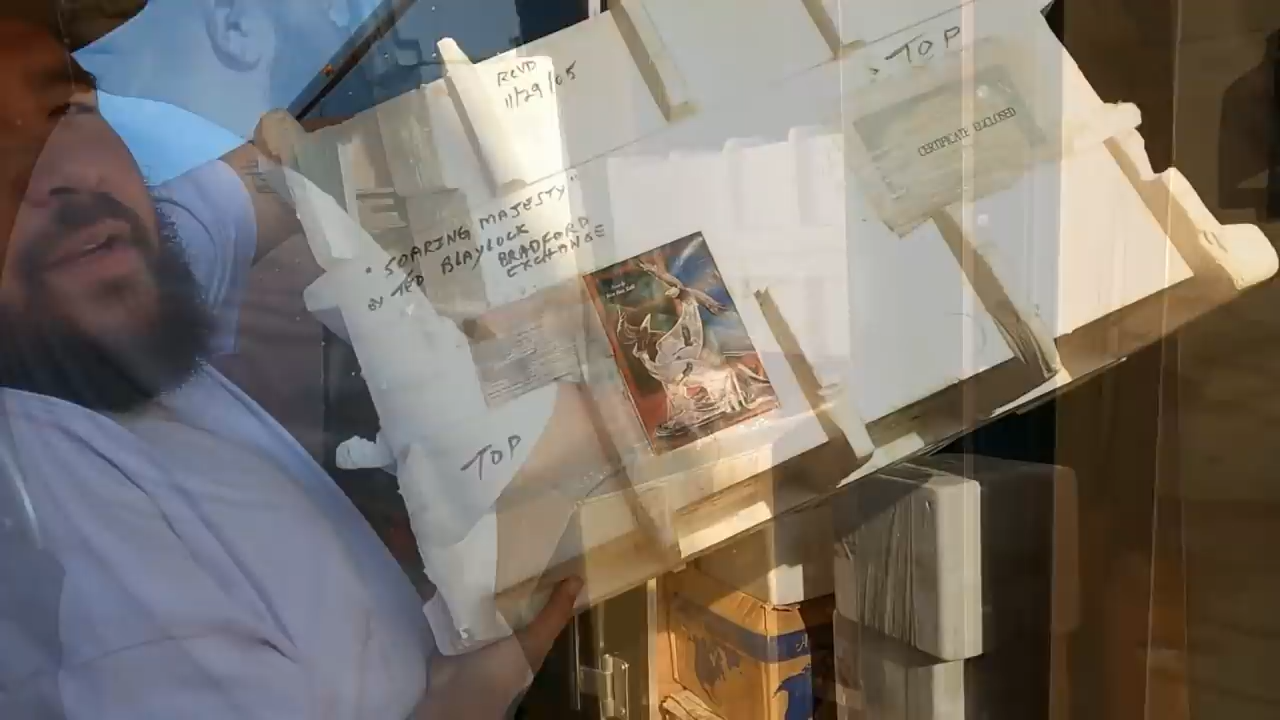 RcVD
11/29/05
TOP
CERTIFICATE ENCLOSED
"SOARING MAJESTY"
BY TED BLAYLOCK
BRADFORD
EXCHANGE
TOP